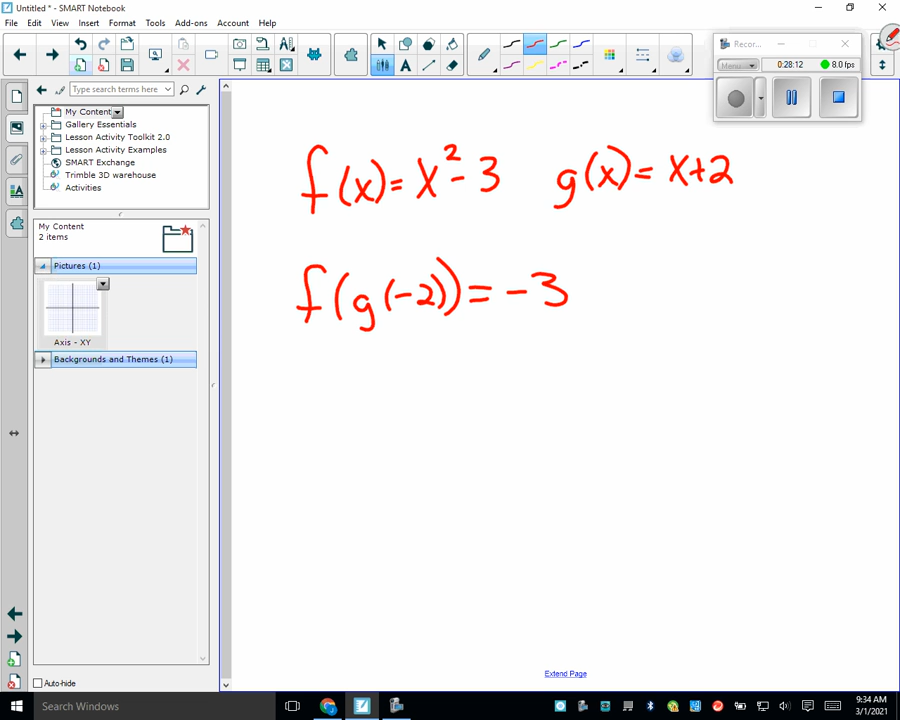 Untitled * - SMART Notebook
File Edit View Insert Format Tools Add-ons Account Help
Recor...
Menu 0:28:12 8.0 fps
Type search terms here
My Content
Gallery Essentials
Lesson Activity Toolkit 2.0
Lesson Activity Examples
SMART Exchange
Trimble 3D warehouse
Activities
My Content
2 items
Pictures (1)
Axis - XY
Backgrounds and Themes (1)
Auto-hide
f(x) = x² - 3 g(x) = x+2
f(g(-2)) = -3
Extend Page
Search Windows
9:34 AM
3/1/2021